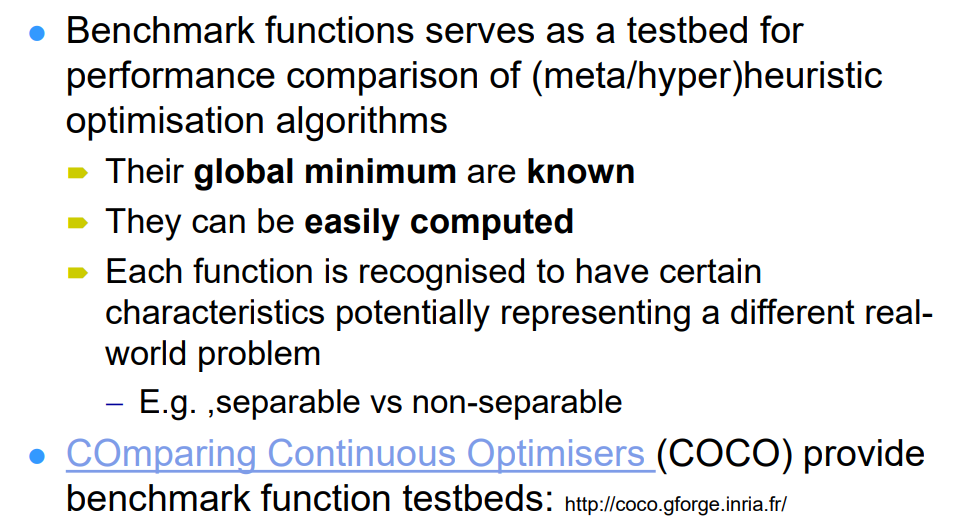 Benchmark functions serves as a testbed for
performance comparison of (meta/hyper)heuristic
optimisation algorithms
Their global minimum are known
They can be easily computed
Each function is recognised to have certain
characteristics potentially representing a different real-
world problem
– E.g. ,separable vs non-separable
COmparing Continuous Optimisers (COCO) provide
benchmark function testbeds: http://coco.gforge.inria.fr/